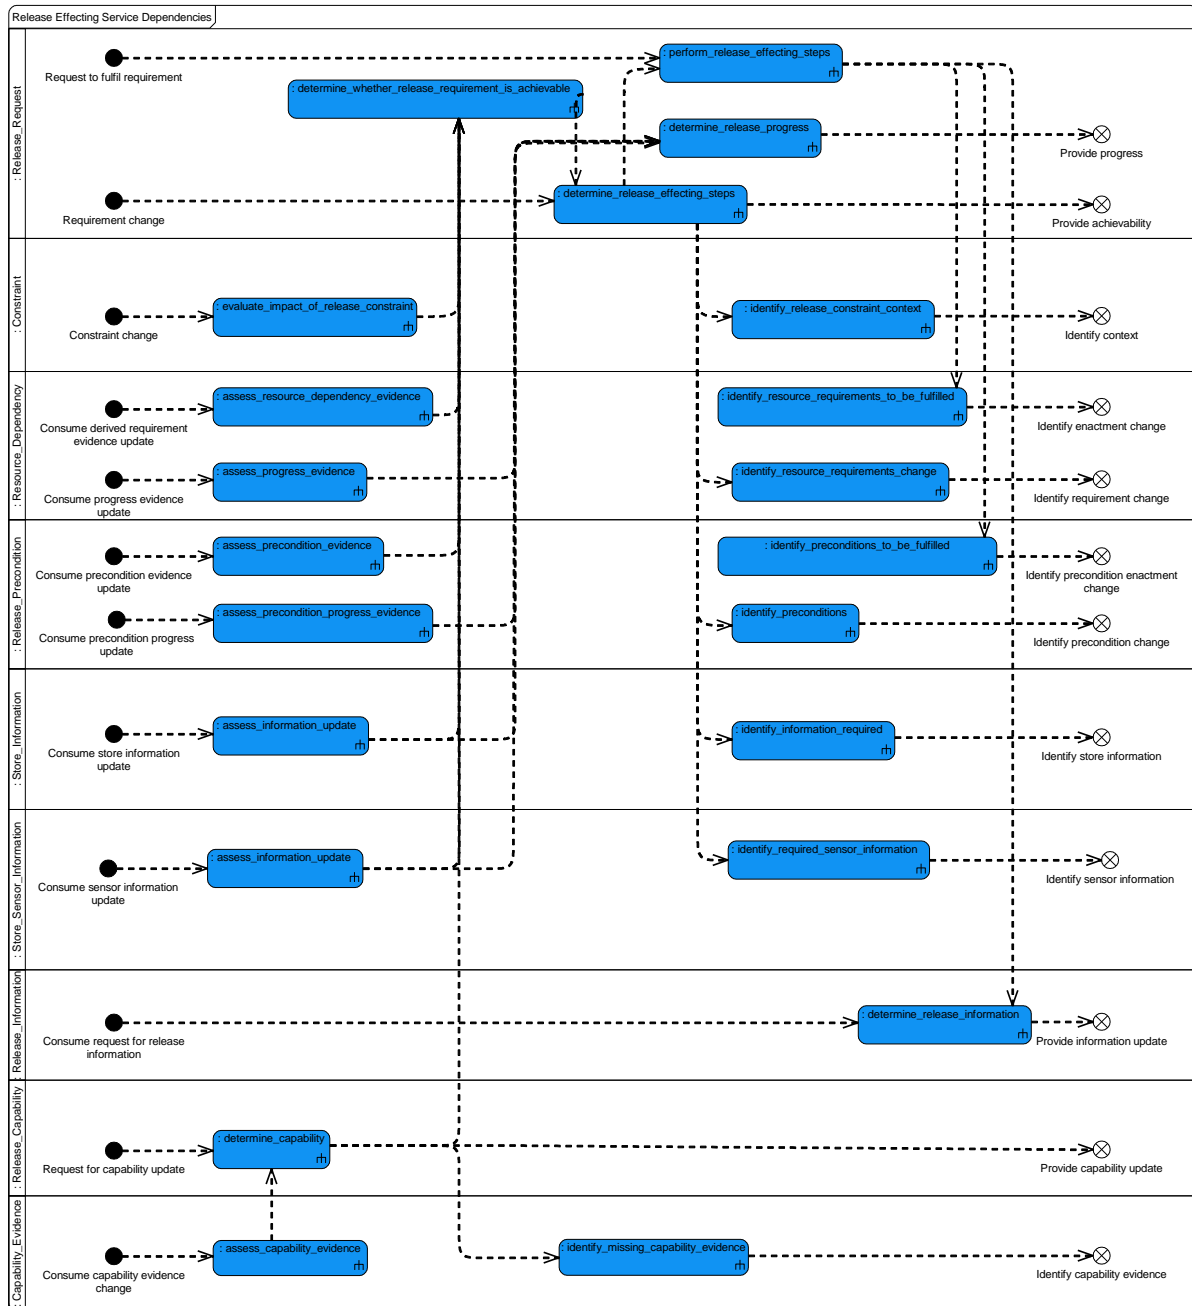 Release Effecting Service Dependencies
: Release_Request
Request to fulfil requirement
: perform_release_effecting_steps
: determine_whether_release_requirement_is_achievable
: determine_release_progress
Provide progress
Requirement change
: determine_release_effecting_steps
Provide achievability
: Constraint
Constraint change
: evaluate_impact_of_release_constraint
: identify_release_constraint_context
Identify context
: Resource_Dependency
Consume derived requirement
evidence update
: assess_resource_dependency_evidence
: identify_resource_requirements_to_be_fulfilled
Identify enactment change
Consume progress evidence
update
: assess_progress_evidence
: identify_resource_requirements_change
Identify requirement change
: Release_Precondition
Consume precondition evidence
update
: assess_precondition_evidence
: identify_preconditions_to_be_fulfilled
Identify precondition enactment
change
Consume precondition progress
update
: assess_precondition_progress_evidence
: identify_preconditions
Identify precondition change
: Store_Information
Consume store information
update
: assess_information_update
: identify_information_required
Identify store information
: Store_Sensor_Information
Consume sensor information
update
: assess_information_update
: identify_required_sensor_information
Identify sensor information
: Release_Information
Consume request for release
information
: determine_release_information
Provide information update
: Release_Capability
Request for capability update
: determine_capability
Provide capability update
: Capability_Evidence
Consume capability evidence
change
: assess_capability_evidence
: identify_missing_capability_evidence
Identify capability evidence